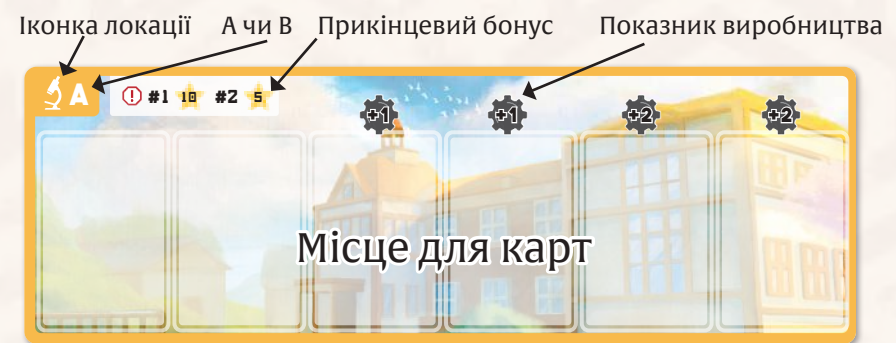 Іконка локації А чи В Прикінцевий бонус Показник виробництва
A #1 10 #2 5
+1 +1 +2 +2
Місце для карт